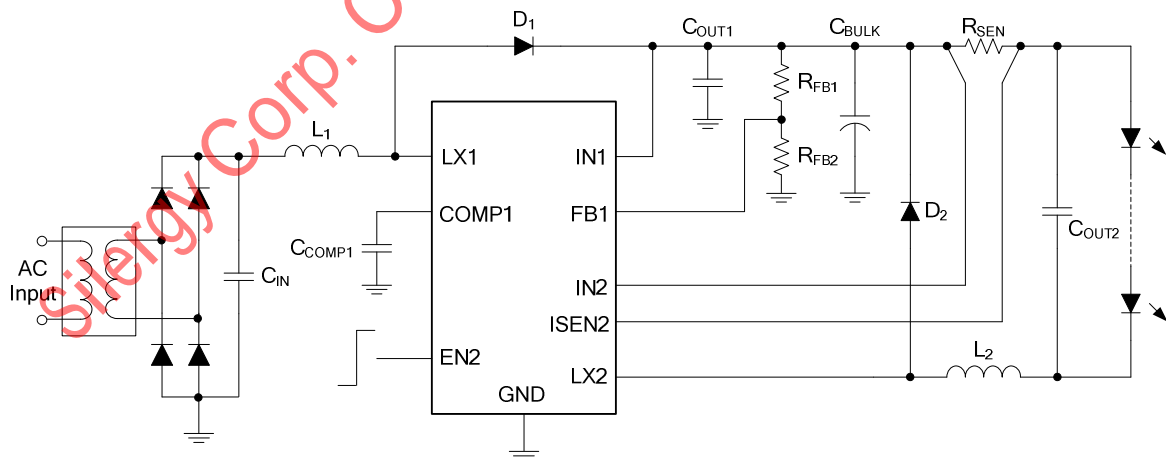 D1
COUT1
CBULK
RSEN
RFB1
L1
LX1
IN1
RFB2
COMP1
FB1
D2
COUT2
CCOMP1
AC
Input
CIN
IN2
ISEN2
EN2
LX2
L2
GND
Silergy Corp. C